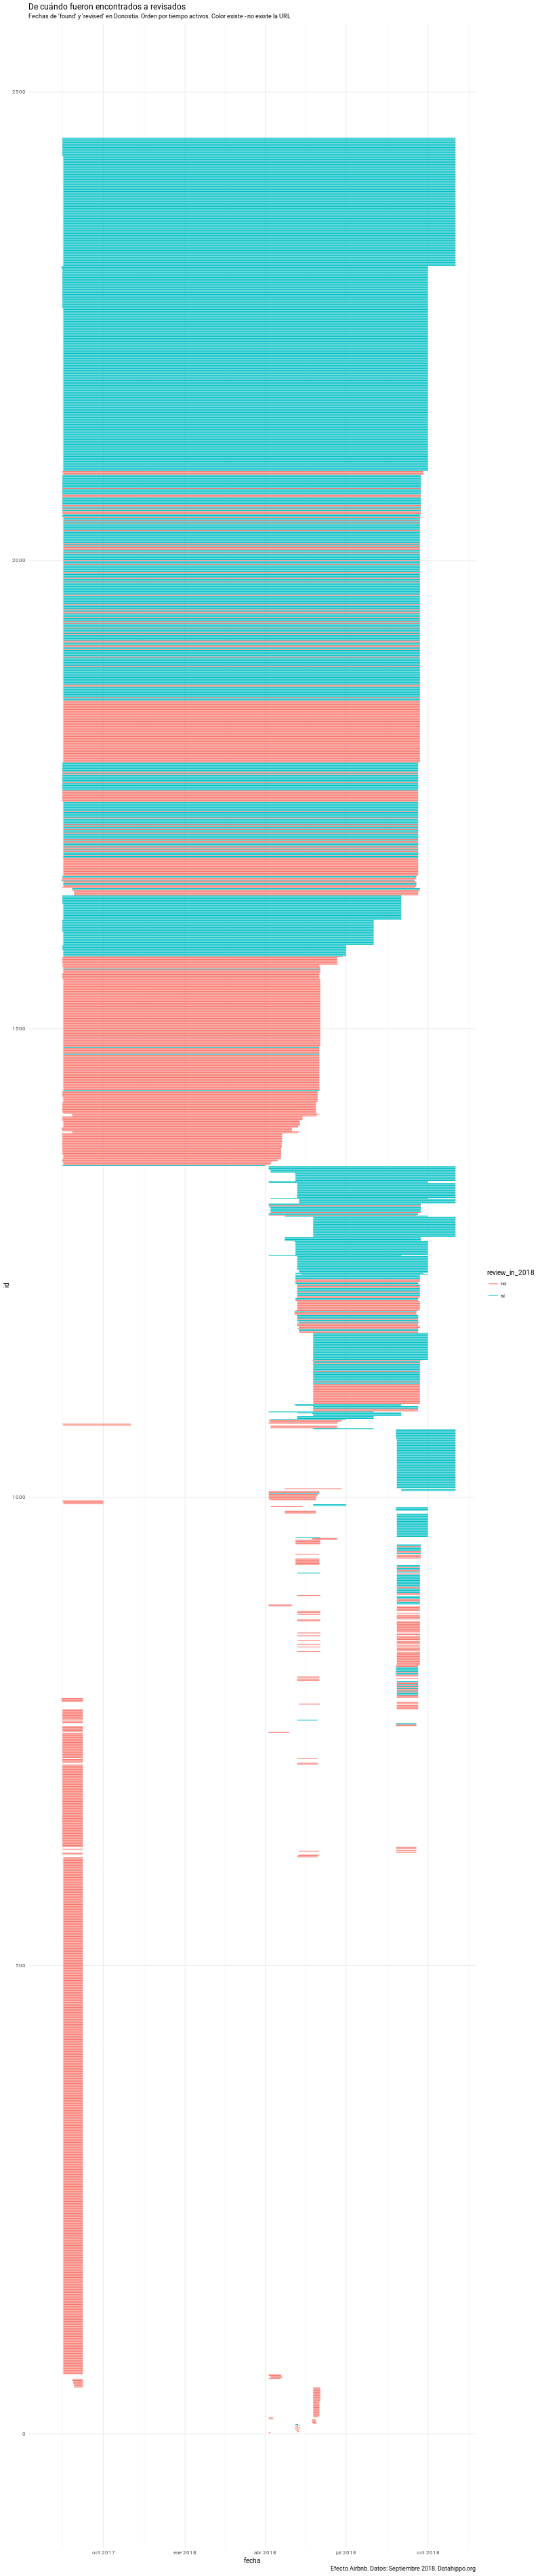 De cuándo fueron encontrados a revisados
Fechas de 'found' y 'revised' en Donostia. Orden por tiempo activos. Color existe - no existe la URL
2500
2000
1500
1000
500
0
.id
review_in_2018
no
si
oct 2017
ene 2018
abr 2018
jul 2018
oct 2018
fecha
Efecto Airbnb. Datos: Septiembre 2018. Datahippo.org